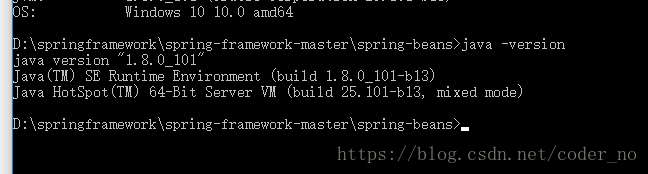 OS:           Windows 10 10.0 amd64
D:\springframework\spring-framework-master\spring-beans>java -version
java version "1.8.0_101"
Java(TM) SE Runtime Environment (build 1.8.0_101-b13)
Java HotSpot(TM) 64-Bit Server VM (build 25.101-b13, mixed mode)
D:\springframework\spring-framework-master\spring-beans>
https://blog.csdn.net/coder_no